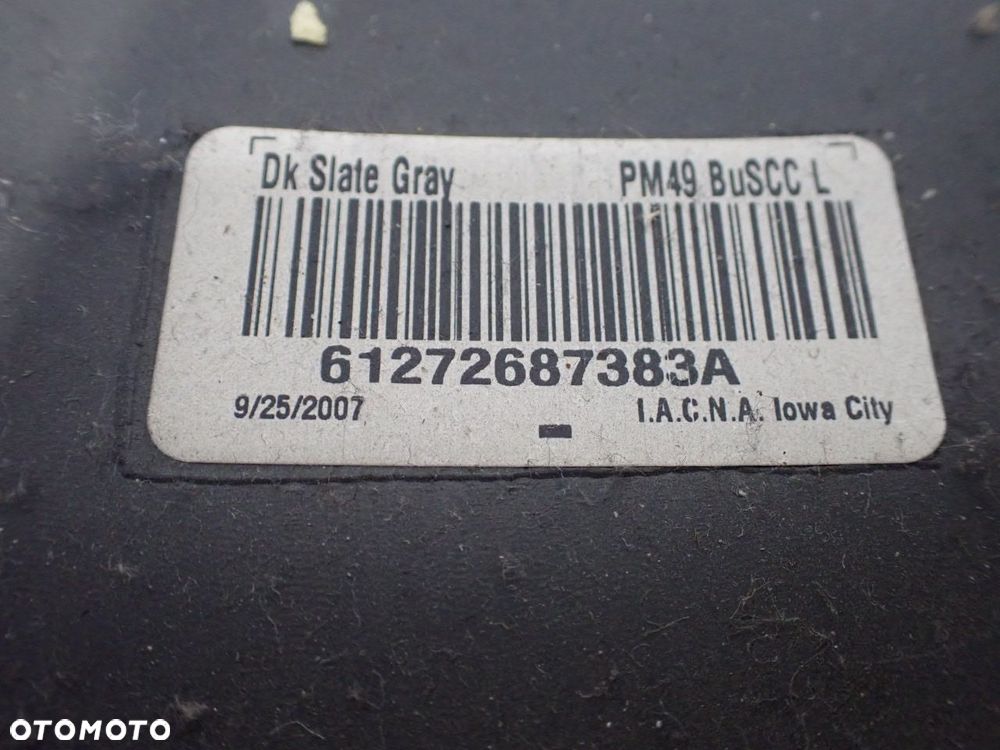 Dk Slate Gray PM49 BuSCC L
61272687383A
9/25/2007 I.A.C.N.A. Iowa City
OTOMOTO